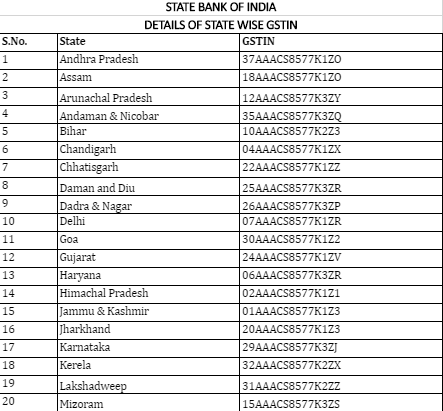 STATE BANK OF INDIA
DETAILS OF STATE WISE GSTIN
S.No. State GSTIN
1 Andhra Pradesh 37AAACS8577K1ZO
2 Assam 18AAACS8577K1ZO
3 Arunachal Pradesh 12AAACS8577K3ZY
4 Andaman & Nicobar 35AAACS8577K3ZQ
5 Bihar 10AAACS8577K2Z3
6 Chandigarh 04AAACS8577K1ZX
7 Chhatisgarh 22AAACS8577K1ZZ
8 Daman and Diu 25AAACS8577K3ZR
9 Dadra & Nagar 26AAACS8577K3ZP
10 Delhi 07AAACS8577K1ZR
11 Goa 30AAACS8577K1Z2
12 Gujarat 24AAACS8577K1ZV
13 Haryana 06AAACS8577K3ZR
14 Himachal Pradesh 02AAACS8577K1Z1
15 Jammu & Kashmir 01AAACS8577K1Z3
16 Jharkhand 20AAACS8577K1Z3
17 Karnataka 29AAACS8577K3ZJ
18 Kerela 32AAACS8577K2ZX
19 Lakshadweep 31AAACS8577K2ZZ
20 Mizoram 15AAACS8577K3ZS